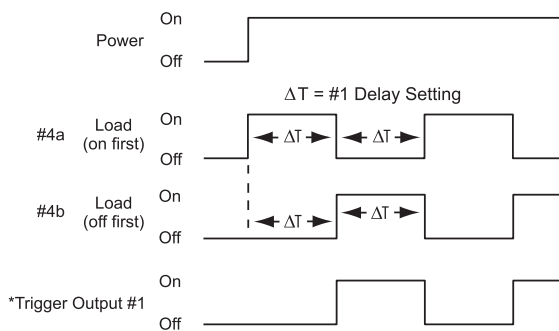 On
Power
Off
ΔT = #1 Delay Setting
On
#4a Load (on first)
ΔT ΔT
Off
On
#4b Load (off first)
ΔT ΔT
Off
On
*Trigger Output #1
Off